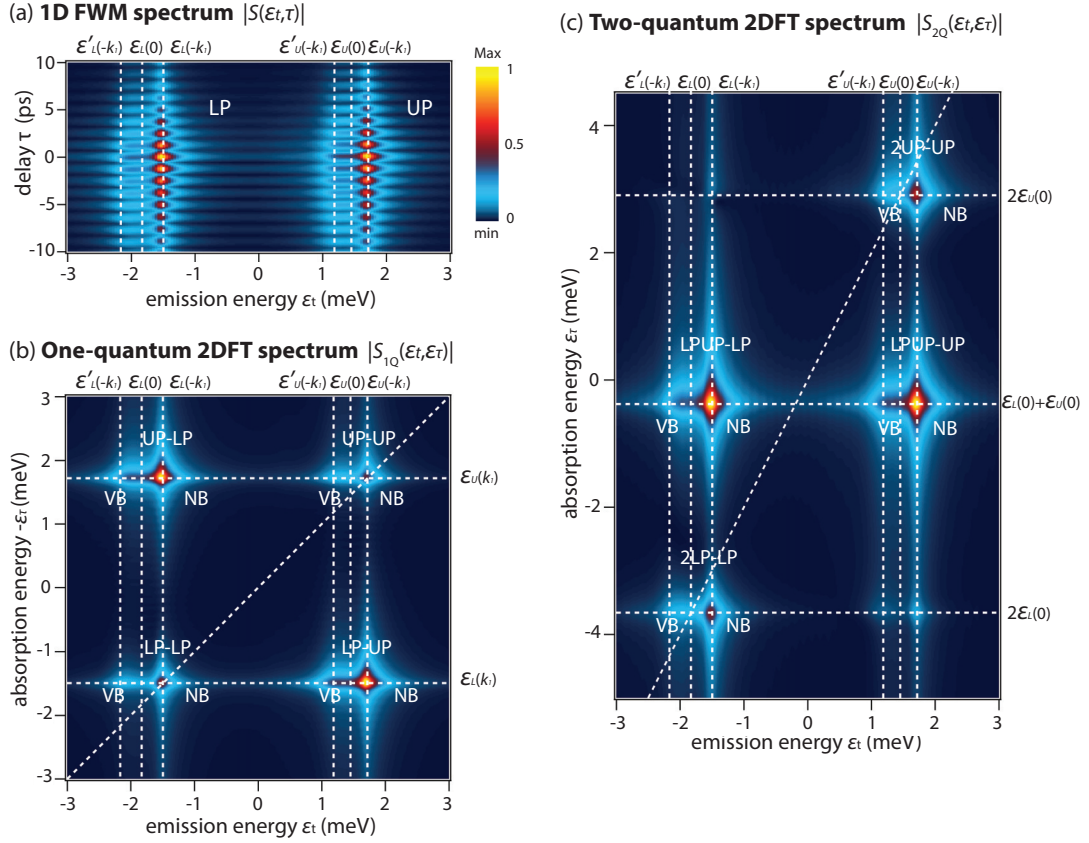 (a) 1D FWM spectrum |S(εt,τ)|
ε′L(-k1) εL(0) εL(-k1) ε′U(-k1) εU(0) εU(-k1)
10
5
0
-5
-10
delay τ (ps)
LP
UP
-3 -2 -1 0 1 2 3
emission energy εt (meV)
Max
1
0.5
0
min
(b) One-quantum 2DFT spectrum |S1Q(εt,ετ)|
ε′L(-k1) εL(0) εL(-k1) ε′U(-k1) εU(0) εU(-k1)
3
2
1
0
-1
-2
-3
absorption energy -ετ (meV)
UP-LP
UP-UP
VB NB VB NB
εU(k1)
LP-LP
LP-UP
VB NB VB NB
εL(k1)
-3 -2 -1 0 1 2 3
emission energy εt (meV)
(c) Two-quantum 2DFT spectrum |S2Q(εt,ετ)|
ε′L(-k1) εL(0) εL(-k1) ε′U(-k1) εU(0) εU(-k1)
4
2
0
-2
-4
absorption energy ετ (meV)
2UP-UP
VB NB
2εU(0)
LPUP-LP
LPUP-UP
VB NB VB NB
εL(0)+εU(0)
2LP-LP
VB NB
2εL(0)
-3 -2 -1 0 1 2 3
emission energy εt (meV)